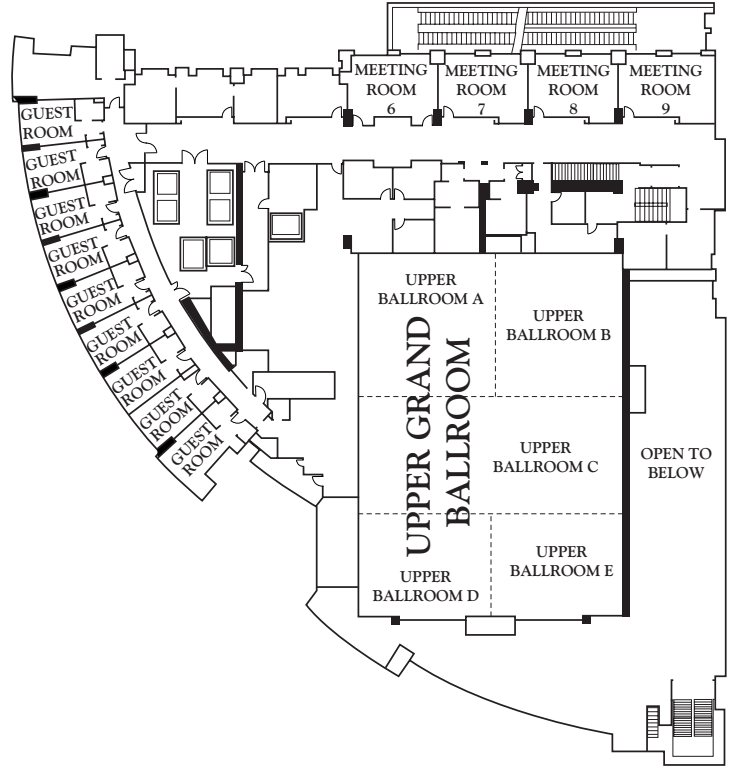 MEETING
ROOM
6
MEETING
ROOM
7
MEETING
ROOM
8
MEETING
ROOM
9
GUEST
ROOM
GUEST
ROOM
GUEST
ROOM
GUEST
ROOM
GUEST
ROOM
GUEST
ROOM
GUEST
ROOM
GUEST
ROOM
GUEST
ROOM
UPPER
BALLROOM A
UPPER
BALLROOM B
UPPER GRAND
BALLROOM
UPPER
BALLROOM C
OPEN TO
BELOW
UPPER
BALLROOM D
UPPER
BALLROOM E